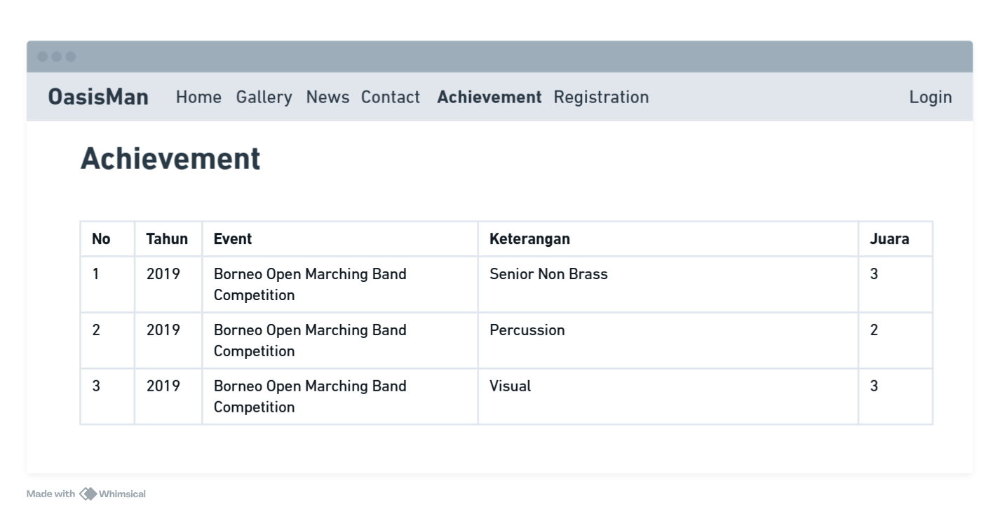 OasisMan Home Gallery News Contact Achievement Registration Login
Achievement
No Tahun Event Keterangan Juara
1 2019 Borneo Open Marching Band Senior Non Brass 3
Competition
2 2019 Borneo Open Marching Band Percussion 2
Competition
3 2019 Borneo Open Marching Band Visual 3
Competition
Made with Whimsical